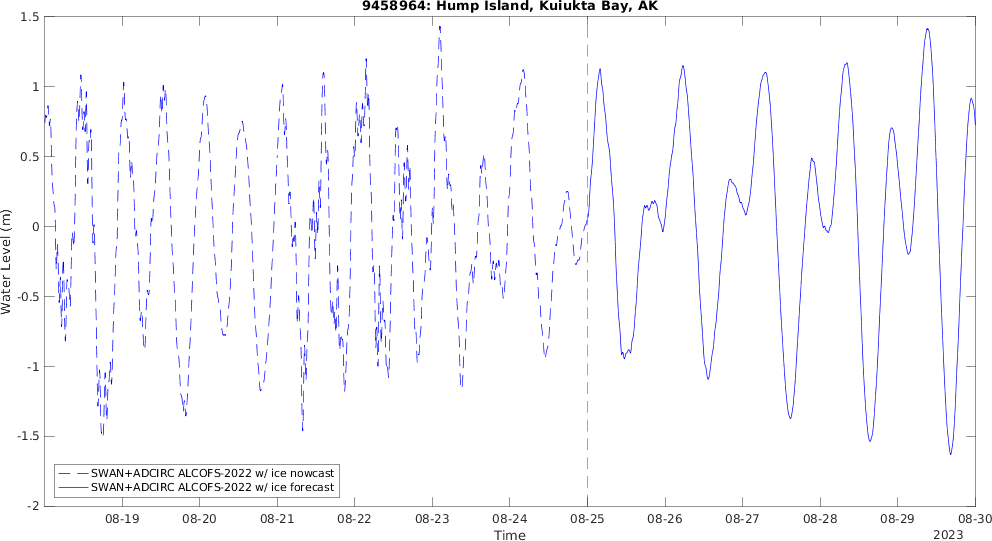 9458964: Hump Island, Kuiukta Bay, AK
Water Level (m)
1.5
1
0.5
0
-0.5
-1
-1.5
-2
SWAN+ADCIRC ALCOFS-2022 w/ ice nowcast
SWAN+ADCIRC ALCOFS-2022 w/ ice forecast
08-19 08-20 08-21 08-22 08-23 08-24 08-25 08-26 08-27 08-28 08-29 08-30
Time
2023